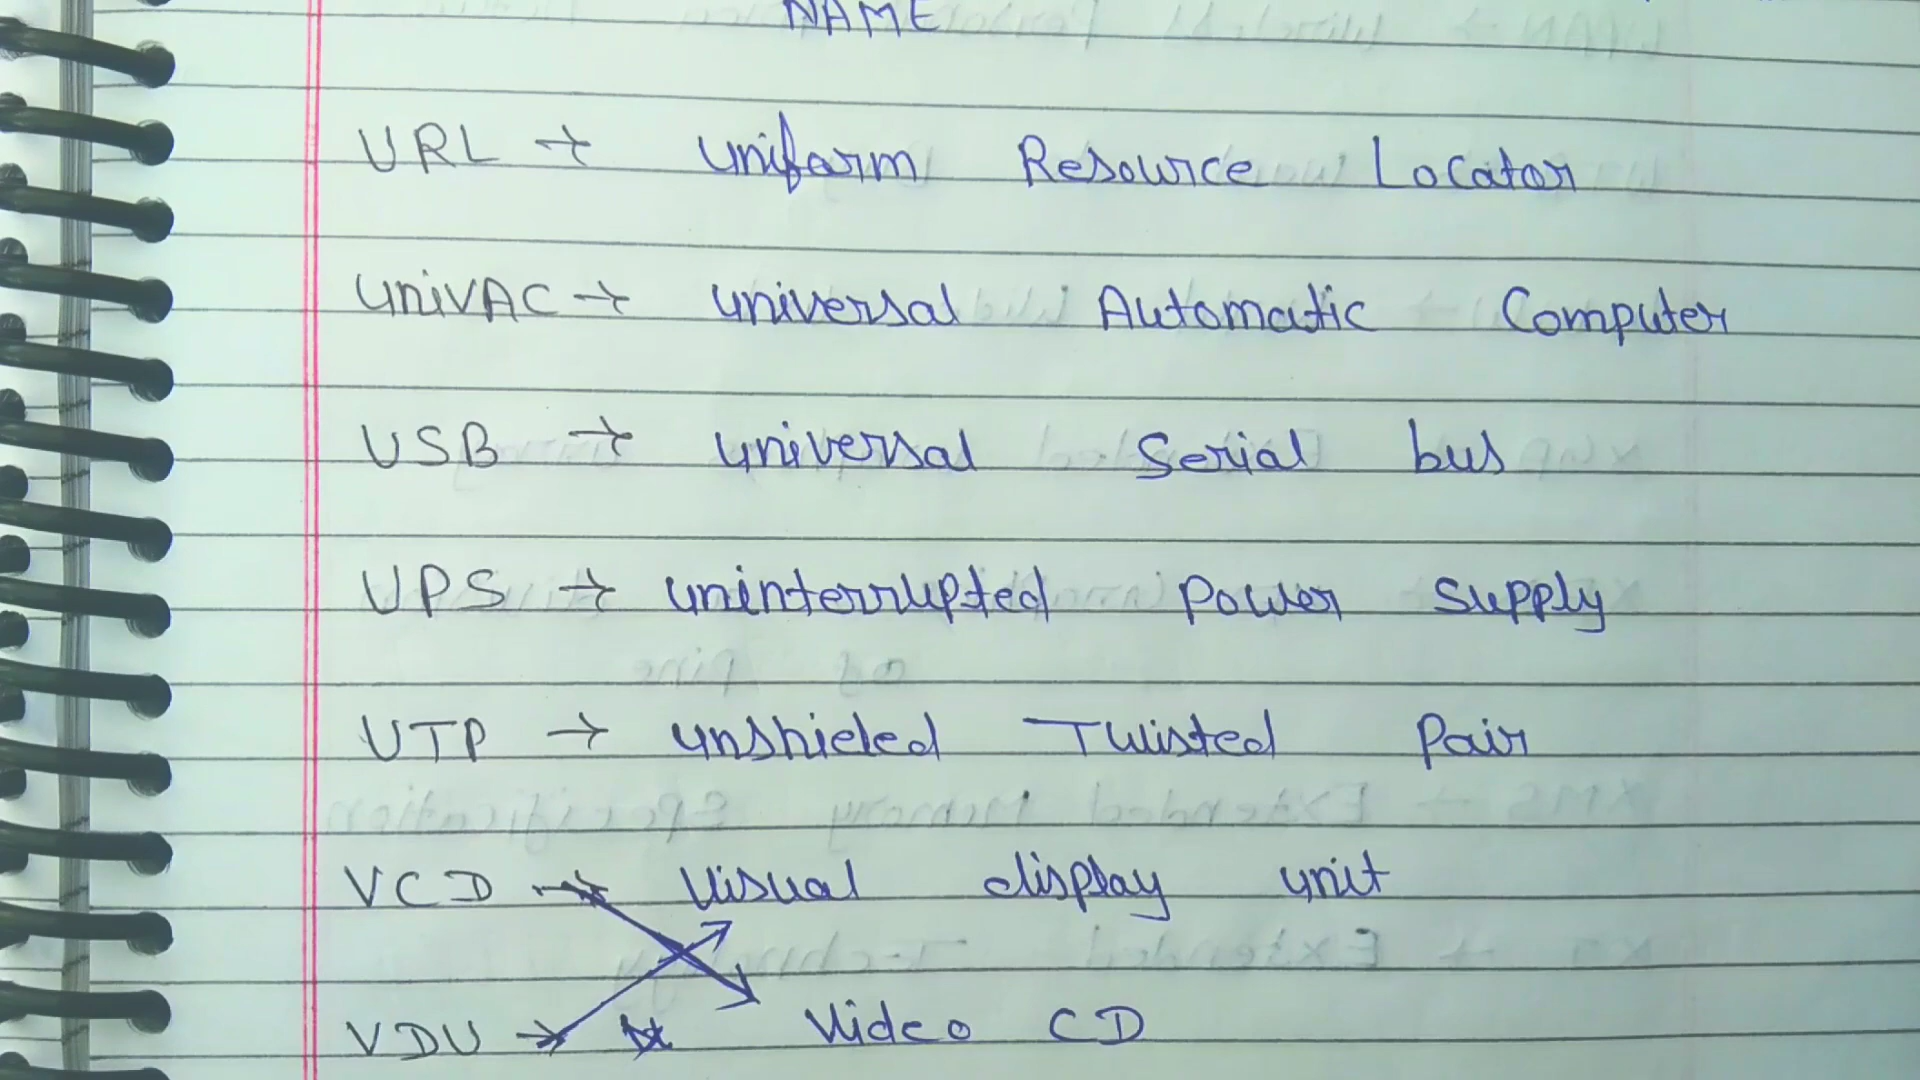 NAME
URL → Uniform Resource Locator
UniVAC → Universal Automatic Computer
USB → Universal Serial bus
UPS → Uninterrupted Power Supply
UTP → Unshieled Twisted Pair
VCD → Visual display unit
VDU → Video CD